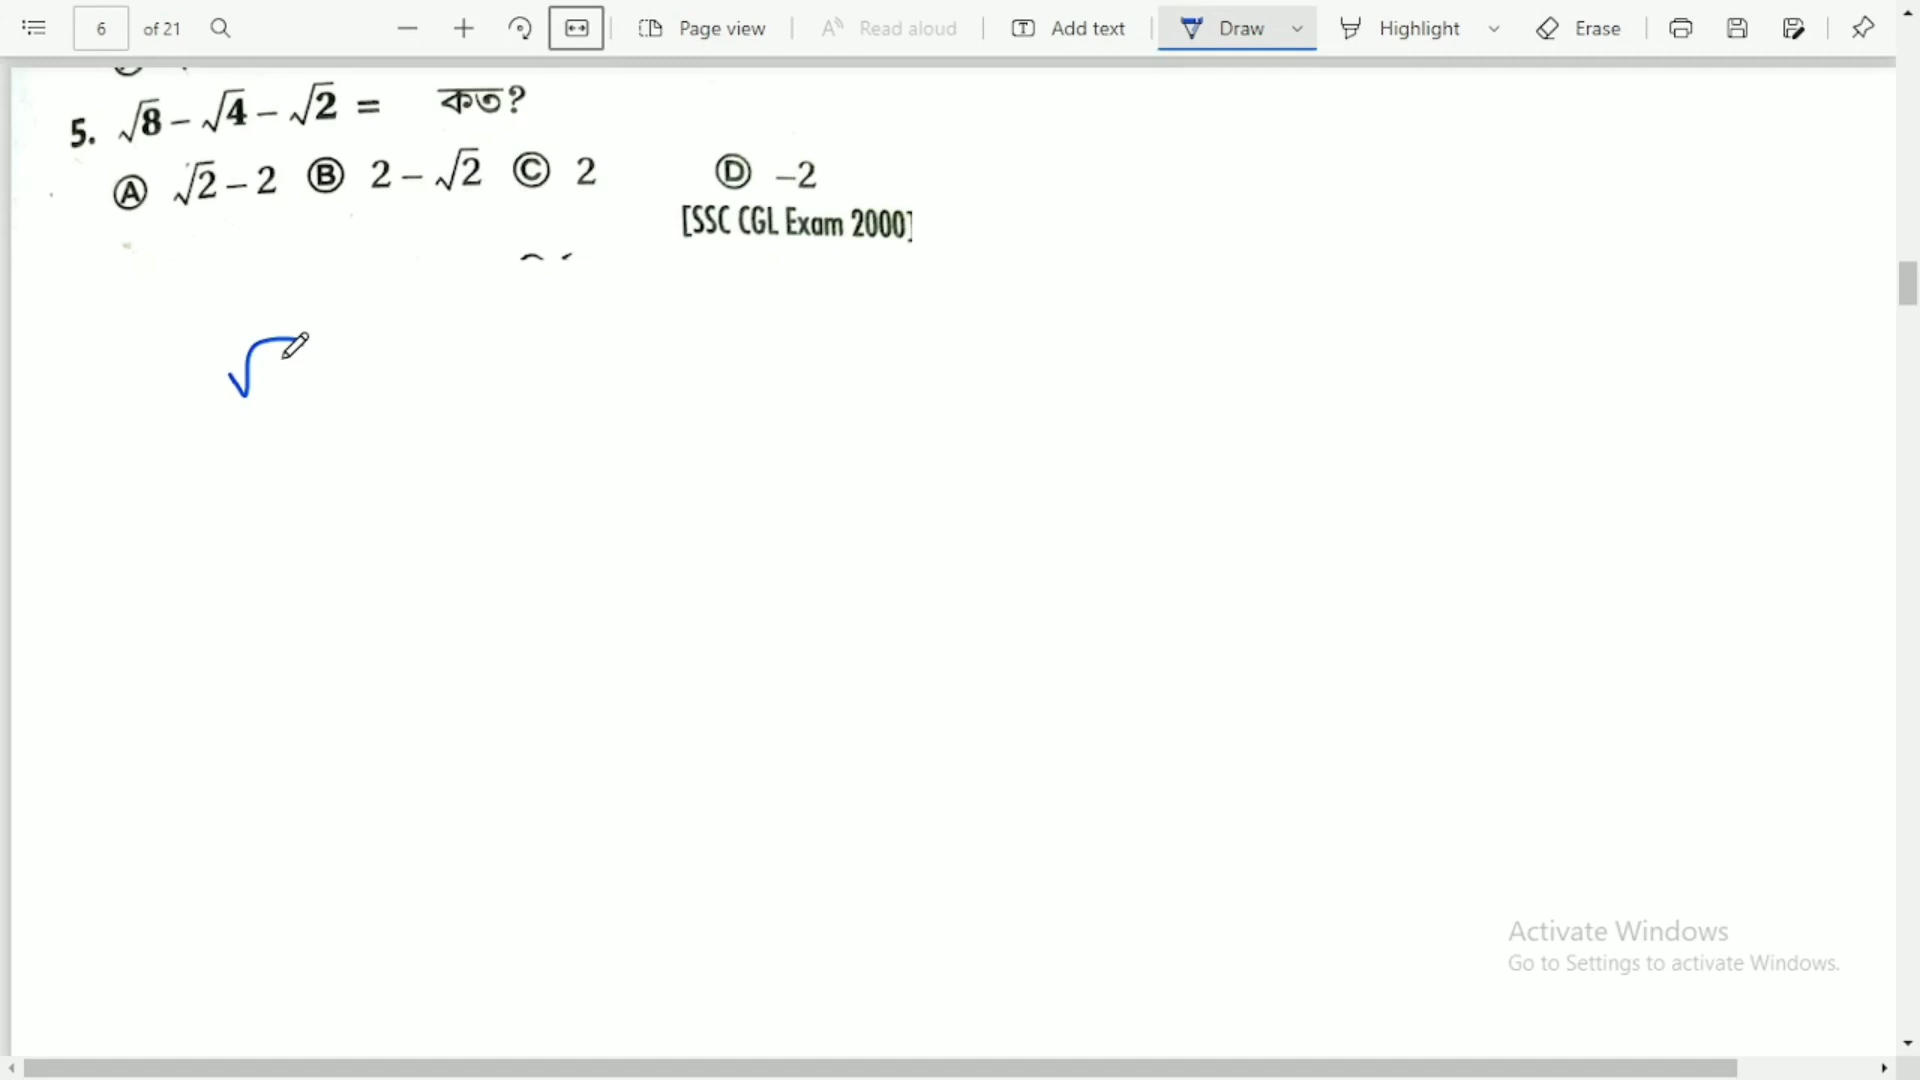 6 of 21 Page view Read aloud Add text Draw Highlight Erase
5. √8 – √4 – √2 = কত?
Ⓐ √2 – 2 Ⓑ 2 – √2 Ⓒ 2 Ⓓ –2
[SSC CGL Exam 2000]
√
Activate Windows
Go to Settings to activate Windows.